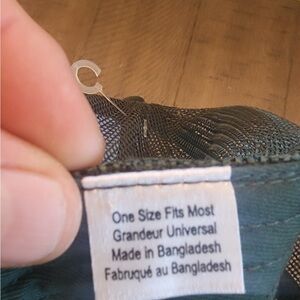 One Size Fits Most
Grandeur Universal
Made in Bangladesh
Fabruqué au Bangladesh